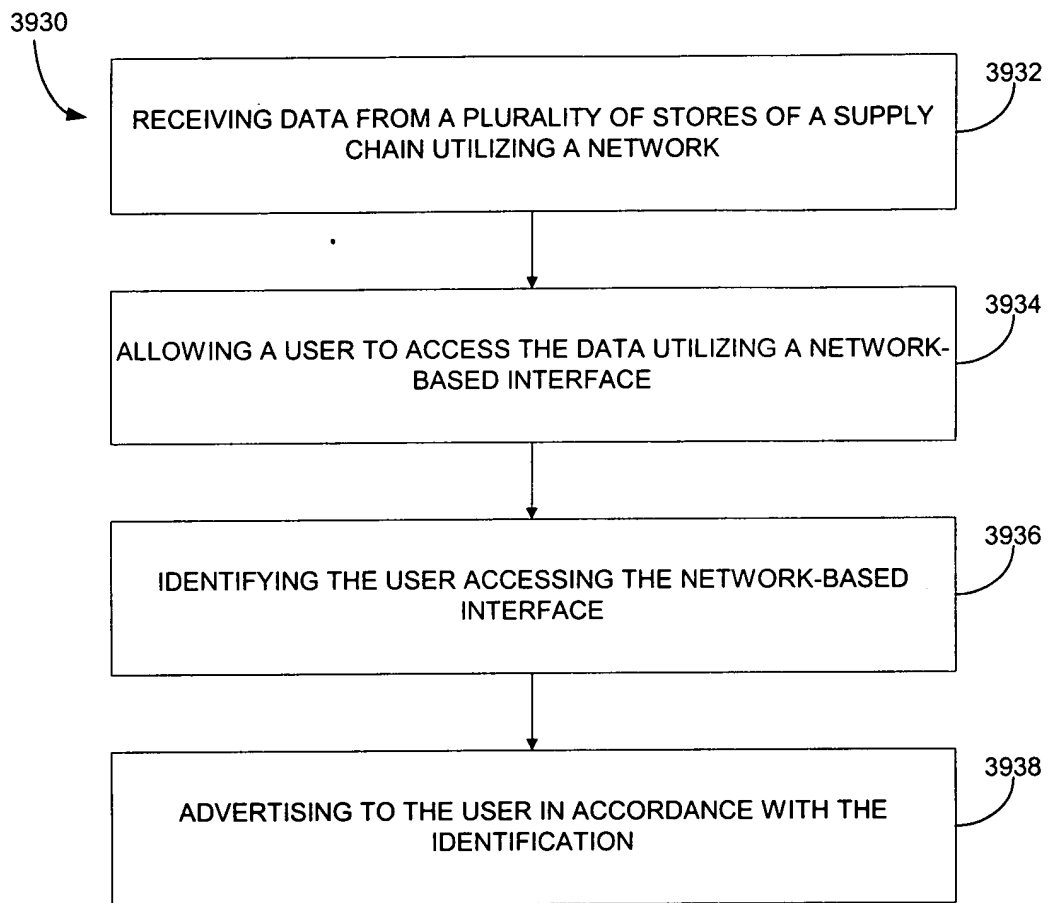 3930
3932
RECEIVING DATA FROM A PLURALITY OF STORES OF A SUPPLY
CHAIN UTILIZING A NETWORK
3934
ALLOWING A USER TO ACCESS THE DATA UTILIZING A NETWORK-
BASED INTERFACE
3936
IDENTIFYING THE USER ACCESSING THE NETWORK-BASED
INTERFACE
3938
ADVERTISING TO THE USER IN ACCORDANCE WITH THE
IDENTIFICATION